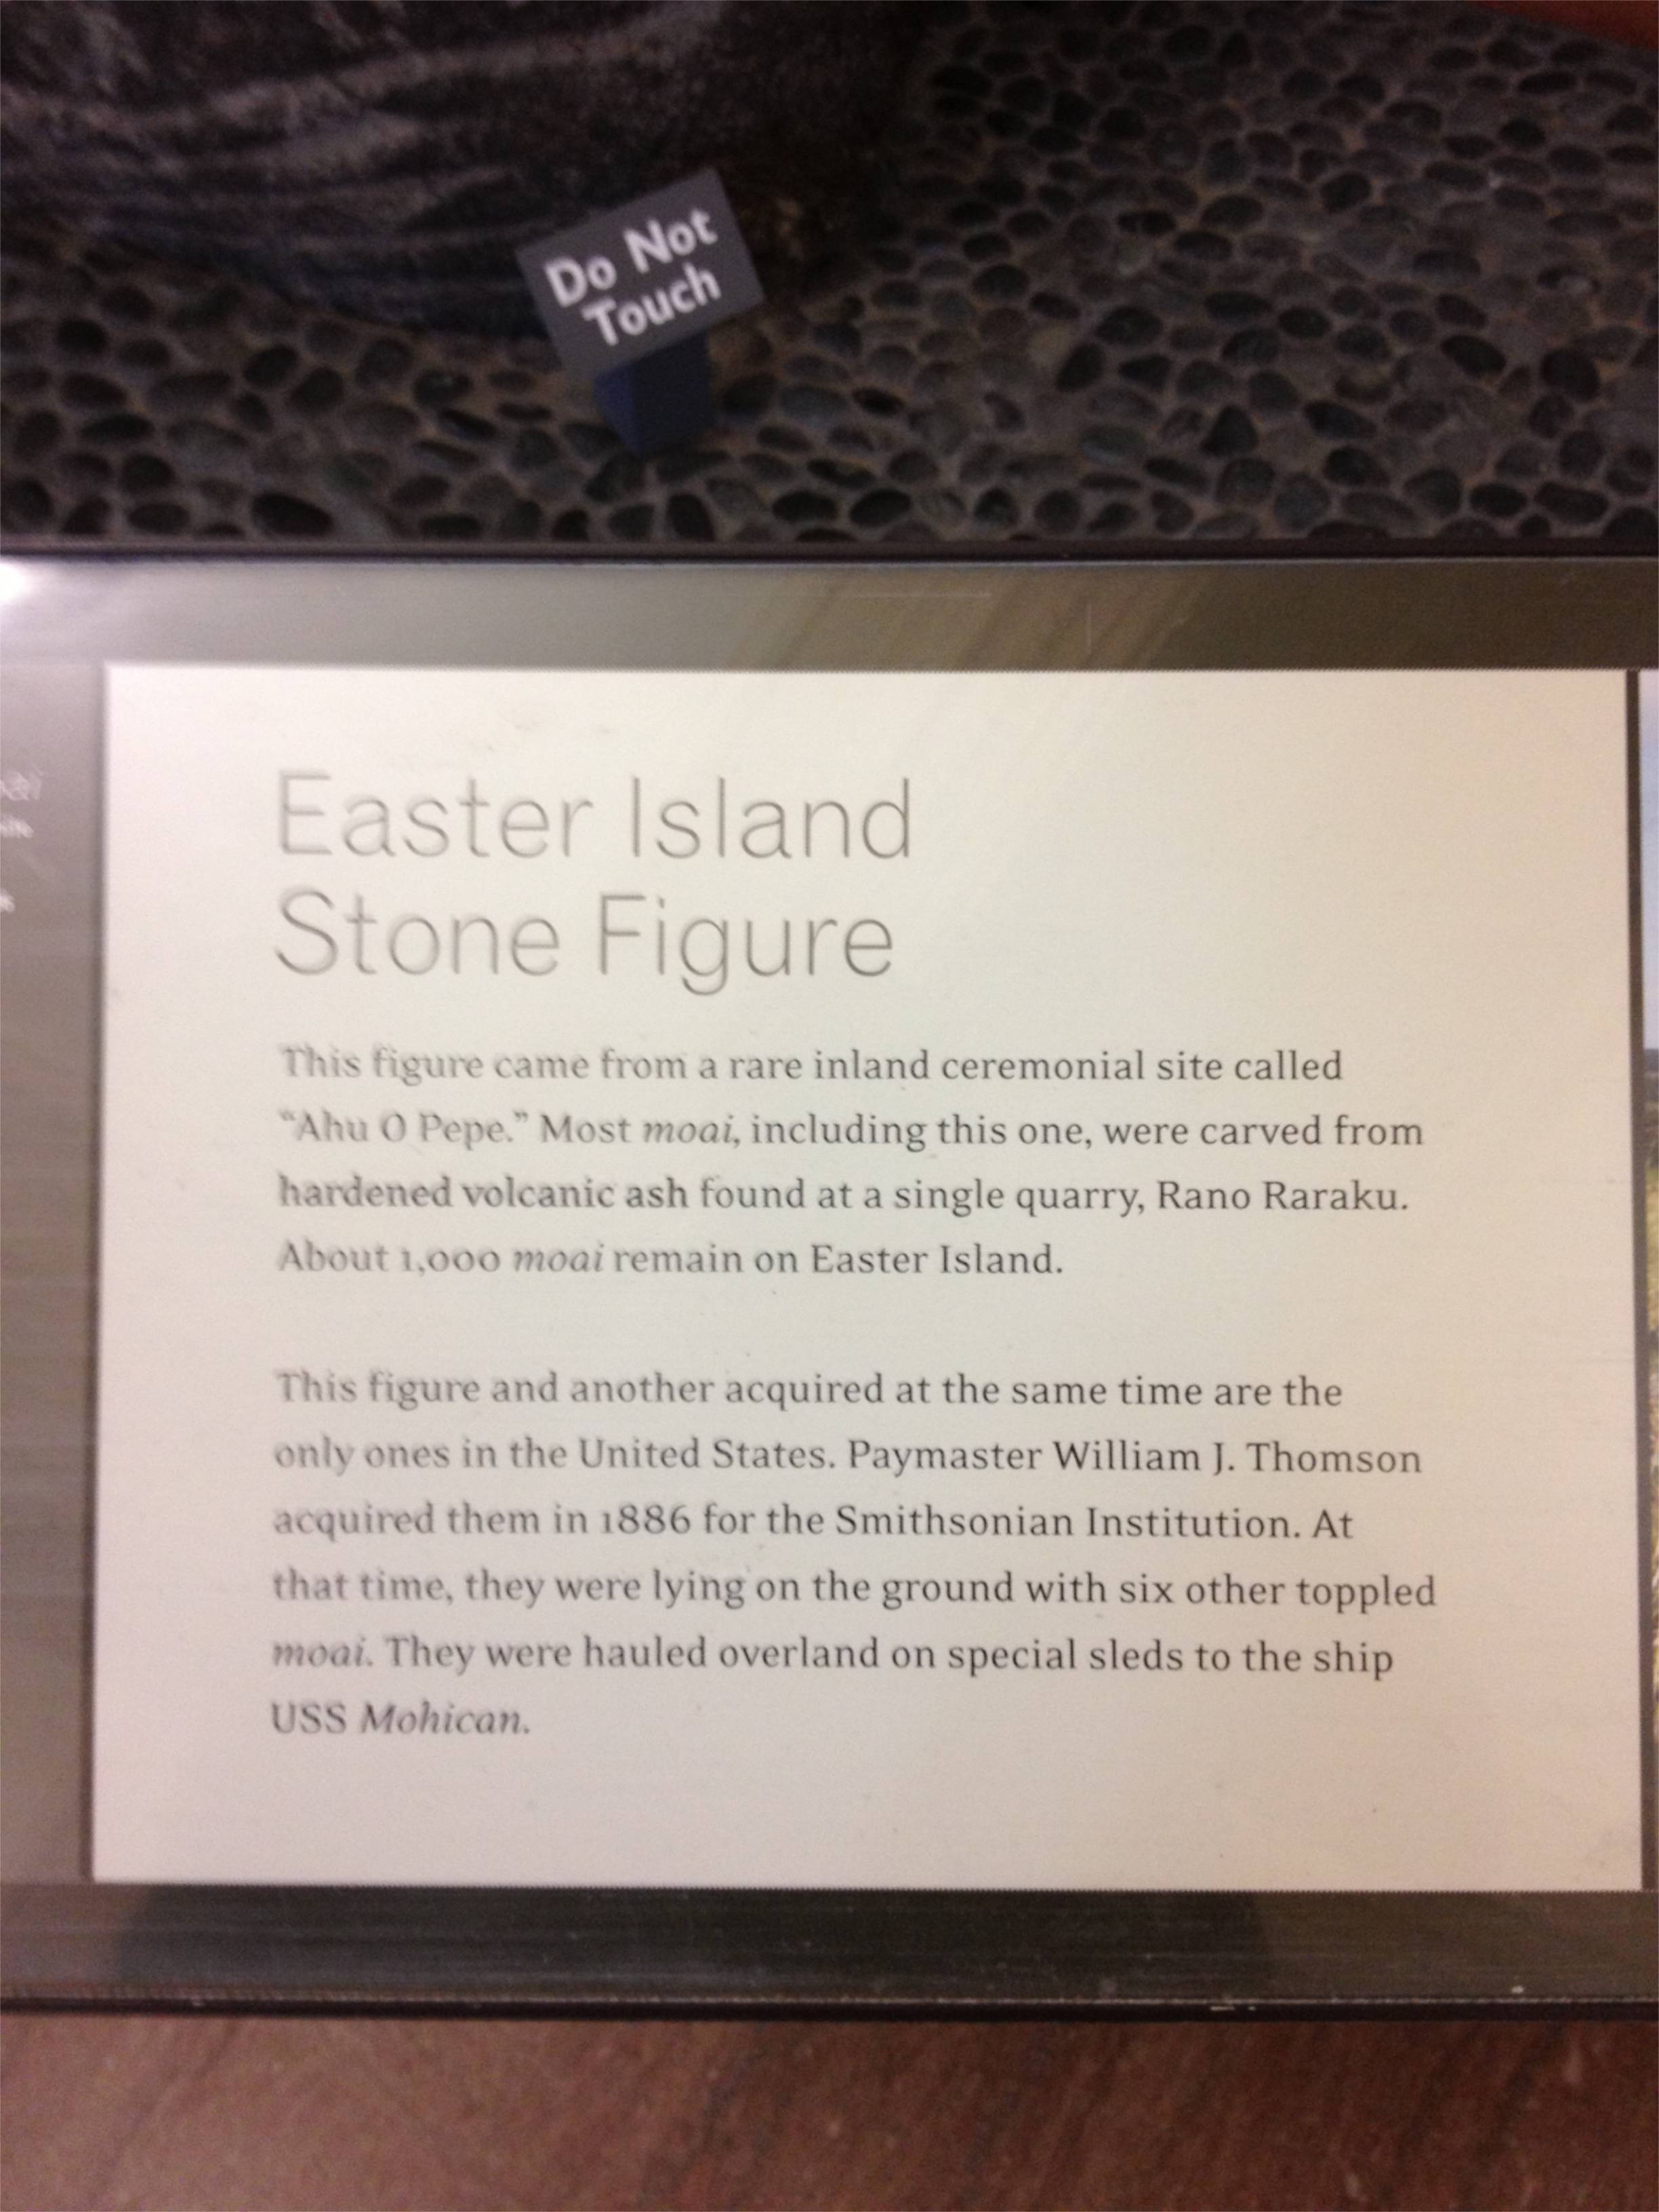 Do Not
Touch
Easter Island
Stone Figure
This figure came from a rare inland ceremonial site called
“Ahu O Pepe.” Most moai, including this one, were carved from
hardened volcanic ash found at a single quarry, Rano Raraku.
About 1,000 moai remain on Easter Island.
This figure and another acquired at the same time are the
only ones in the United States. Paymaster William J. Thomson
acquired them in 1886 for the Smithsonian Institution. At
that time, they were lying on the ground with six other toppled
moai. They were hauled overland on special sleds to the ship
USS Mohican.